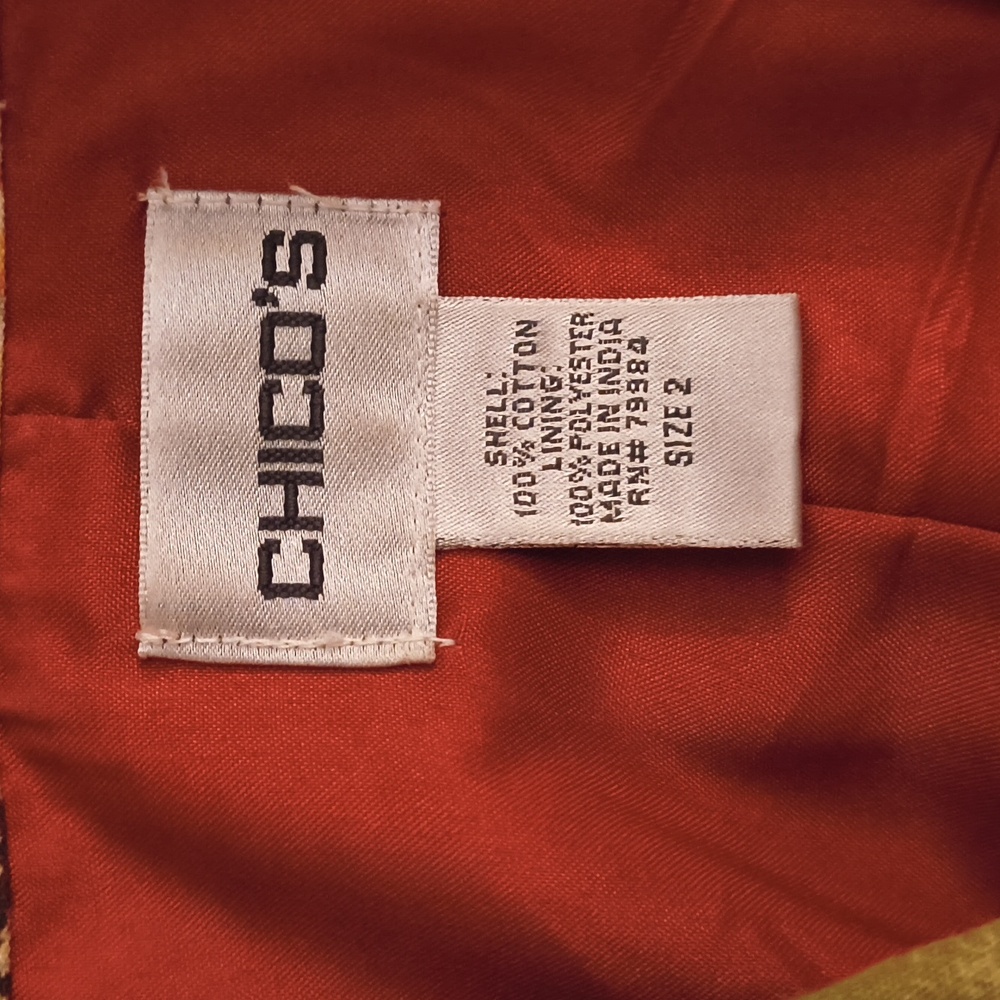 CHICO'S
SHELL:
100% COTTON
LINING:
100% POLYESTER
MADE IN INDIA
RN# 79984
SIZE 2